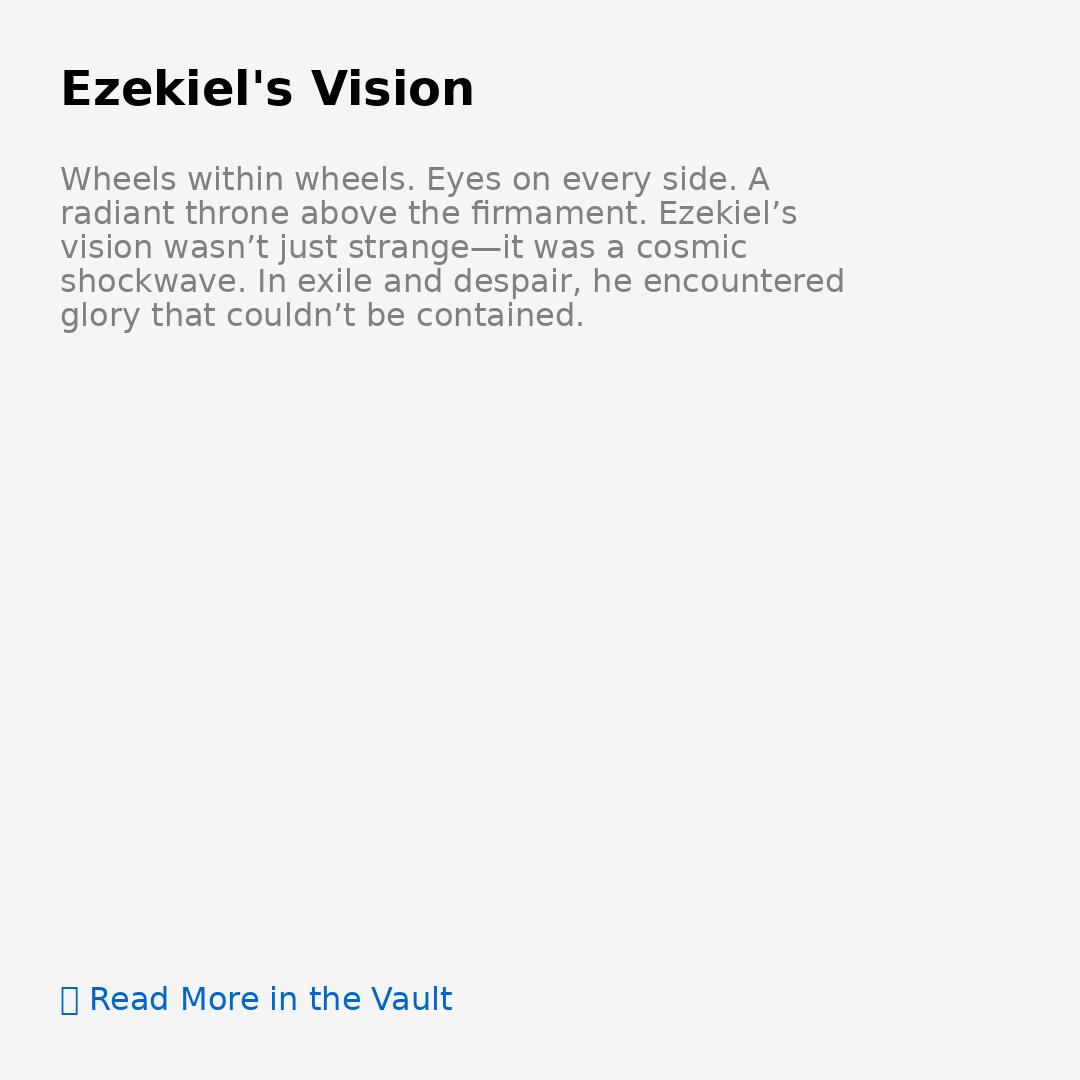 Ezekiel's Vision
Wheels within wheels. Eyes on every side. A
radiant throne above the firmament. Ezekiel’s
vision wasn’t just strange—it was a cosmic
shockwave. In exile and despair, he encountered
glory that couldn’t be contained.
Read More in the Vault